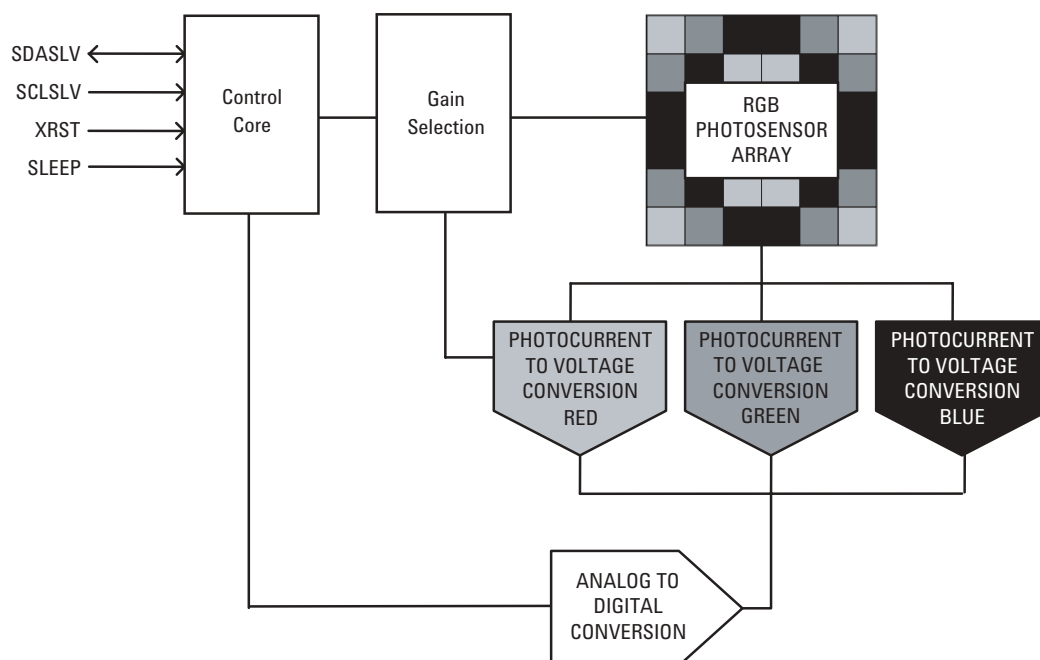 SDASLV
SCLSLV
XRST
SLEEP
Control
Core
Gain
Selection
RGB
PHOTOSENSOR
ARRAY
PHOTOCURRENT
TO VOLTAGE
CONVERSION
RED
PHOTOCURRENT
TO VOLTAGE
CONVERSION
GREEN
PHOTOCURRENT
TO VOLTAGE
CONVERSION
BLUE
ANALOG TO
DIGITAL
CONVERSION